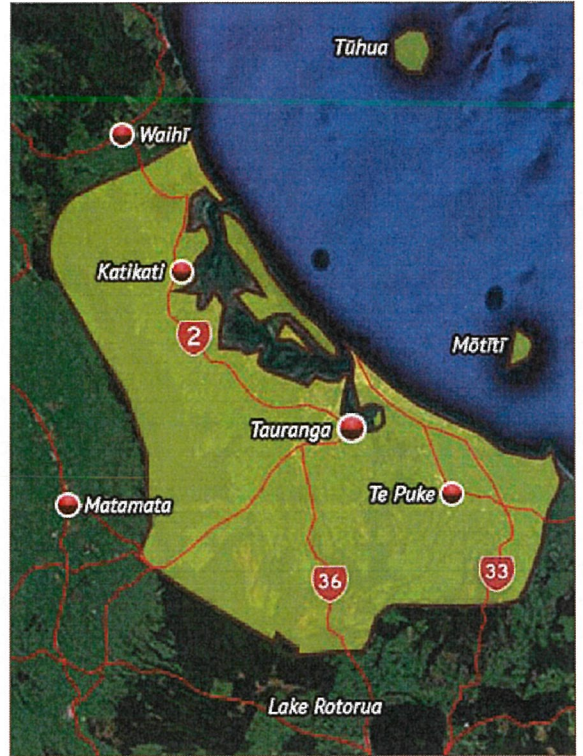 Tūhua
Waihī
Katikati
2
Mōtītī
Tauranga
Te Puke
Matamata
36
33
Lake Rotorua